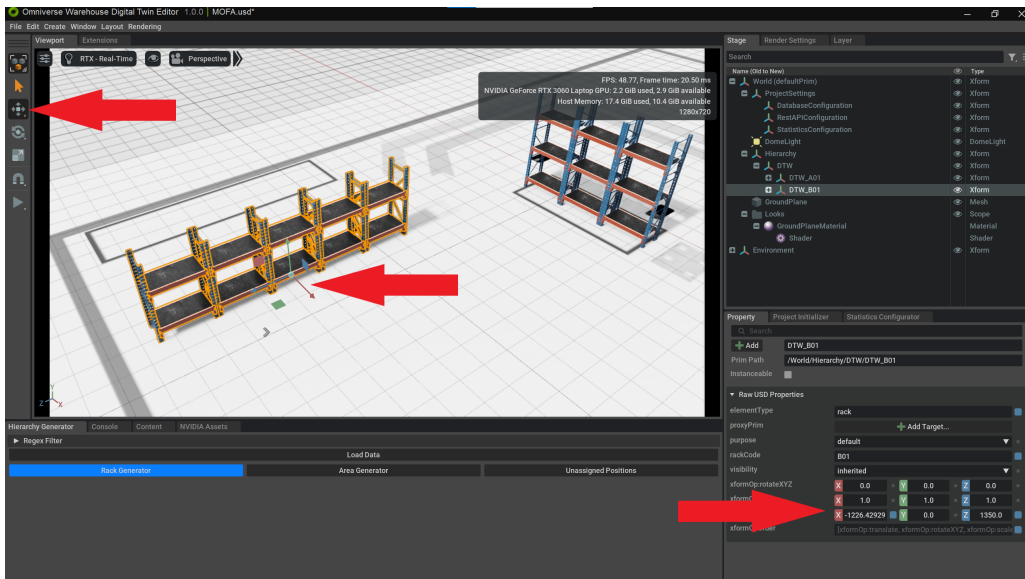 Omniverse Warehouse Digital Twin Editor 1.0.0 | MOFA.usd*
File Edit Create Window Layout Rendering
Viewport Extensions
RTX - Real-Time Perspective
FPS: 48.77, Frame time: 20.50 ms
NVIDIA GeForce RTX 3060 Laptop GPU: 2.2 GiB used, 2.9 GiB available
Host Memory: 17.4 GiB used, 10.4 GiB available
1280x720
Y
Z X
Stage Render Settings Layer
Search
Name (Old to New) Type
World (defaultPrim) Xform
ProjectSettings Xform
DatabaseConfiguration Xform
RestAPIConfiguration Xform
StatisticsConfiguration Xform
DomeLight DomeLight
Hierarchy Xform
DTW Xform
DTW_A01 Xform
DTW_B01 Xform
GroundPlane Mesh
Looks Scope
GroundPlaneMaterial Material
Shader Shader
Environment Xform
Property Project Initializer Statistics Configurator
Search
Add DTW_B01
Prim Path /World/Hierarchy/DTW/DTW_B01
Instanceable
Raw USD Properties
elementType rack
proxyPrim Add Target...
purpose default
rackCode B01
visibility inherited
xformOp:rotateXYZ X 0.0 Y 0.0 Z 0.0
X 1.0 Y 1.0 Z 1.0
X -1226.42929 Y 0.0 Z 1350.0
[xformOp:translate, xformOp:rotateXYZ, xformOp:scale
Hierarchy Generator Console Content NVIDIA Assets
Regex Filter
Load Data
Rack Generator Area Generator Unassigned Positions